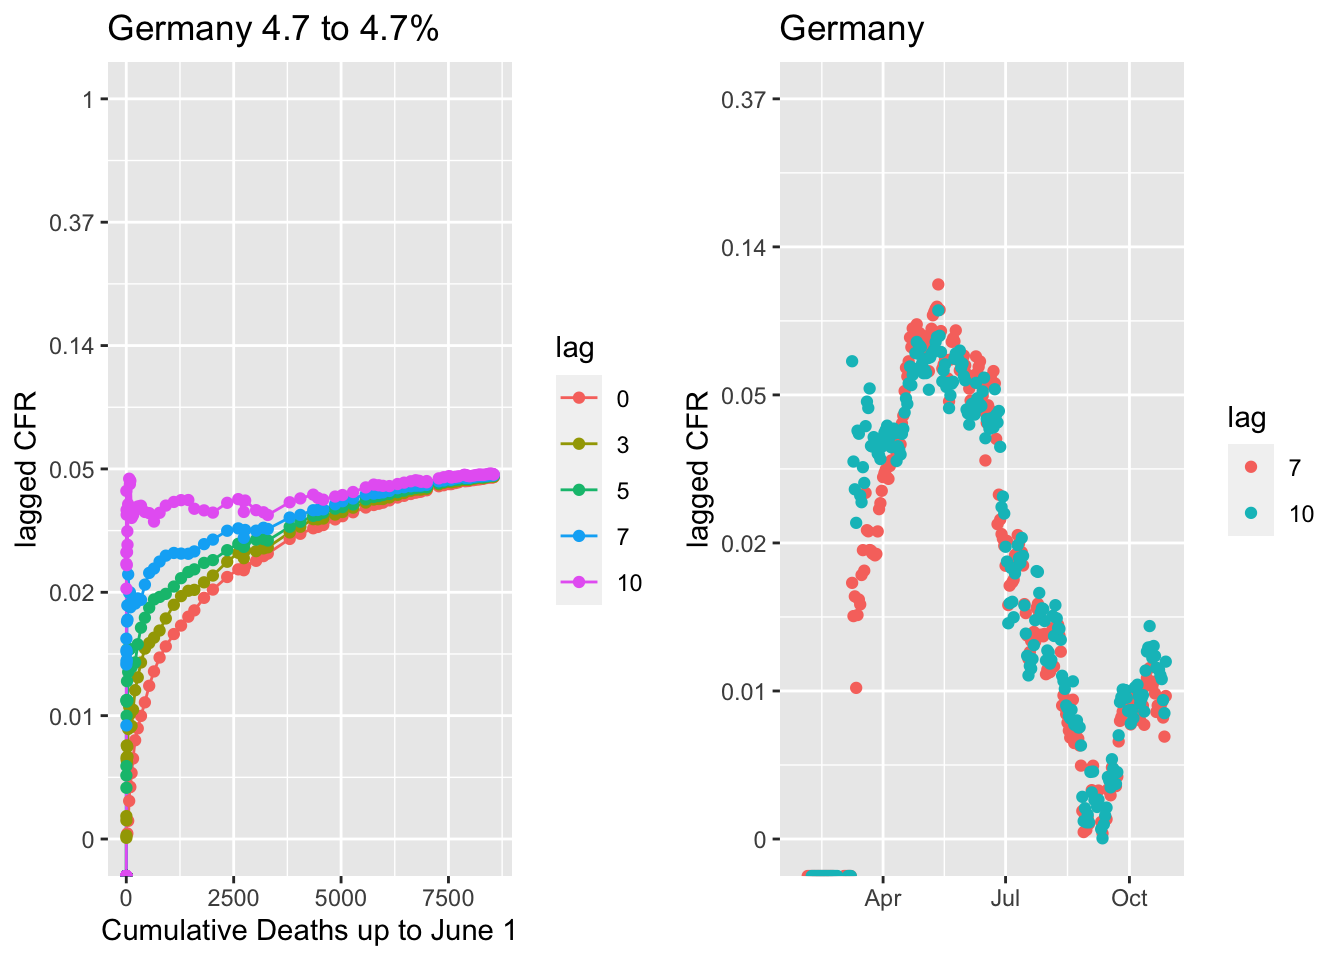 Germany 4.7 to 4.7%
lagged CFR
1
0.37
0.14
0.05
0.02
0.01
0
0 2500 5000 7500
Cumulative Deaths up to June 1
lag
0
3
5
7
10
Germany
lagged CFR
0.37
0.14
0.05
0.02
0.01
0
Apr Jul Oct
lag
7
10